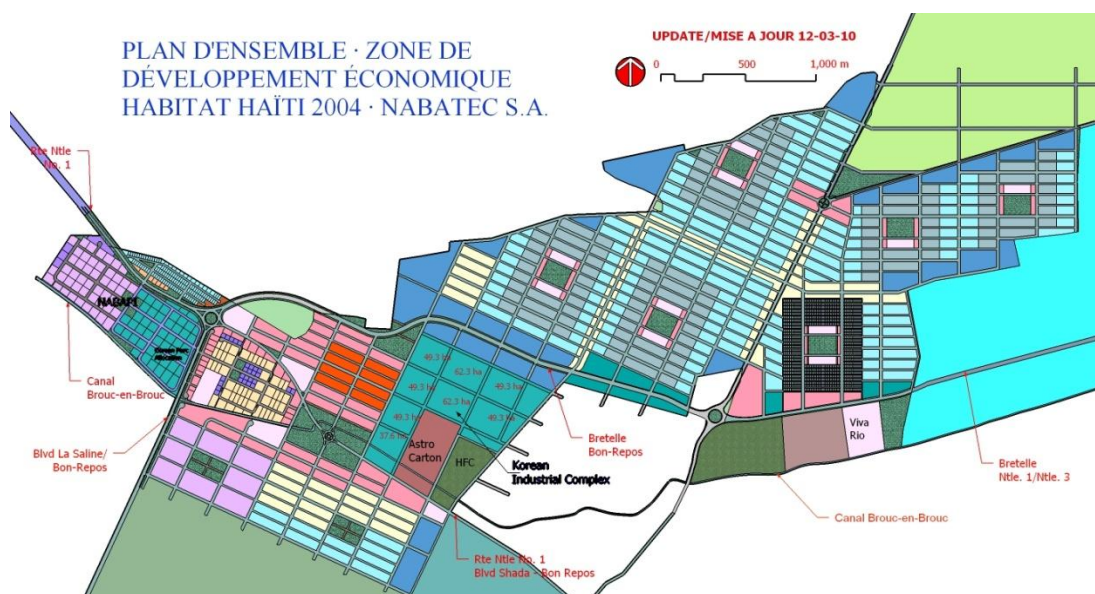 PLAN D'ENSEMBLE · ZONE DE
DÉVELOPPEMENT ÉCONOMIQUE
HABITAT HAÏTI 2004 · NABATEC S.A.
UPDATE/MISE A JOUR 12-03-10
0 500 1,000 m
Rte Ntle
No. 1
NABAPI
Canal
Brouc-en-Brouc
Blvd La Saline/
Bon-Repos
49.3 ha
62.3 ha
49.3 ha
49.3 ha
62.3 ha
49.3 ha
49.3 ha
37.6 ha
Astro
Carton
HFC
Korean
Industrial Complex
Bretelle
Bon-Repos
Viva
Rio
Bretelle
Ntle. 1/Ntle. 3
Canal Brouc-en-Brouc
Rte Ntle No. 1
Blvd Shada - Bon Repos